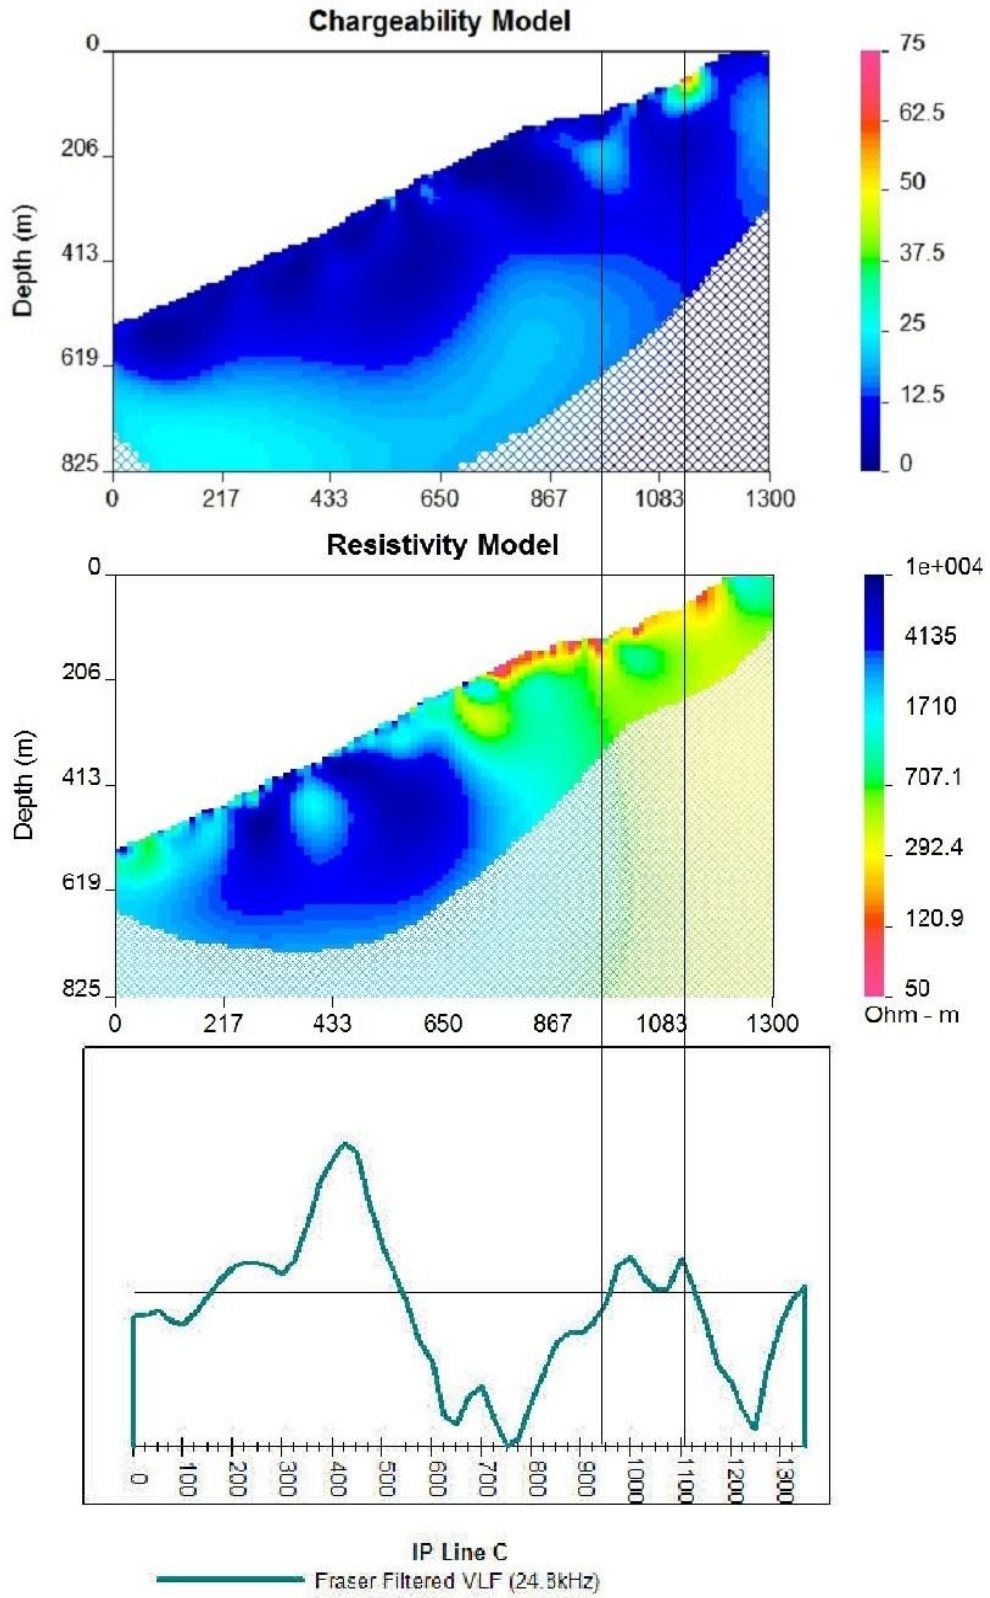 Chargeability Model
0
206
413
619
825
Depth (m)
0 217 433 650 867 1083 1300
75
62.5
50
37.5
25
12.5
0
Resistivity Model
0
206
413
619
825
Depth (m)
0 217 433 650 867 1083 1300
1e+004
4135
1710
707.1
292.4
120.9
50
Ohm - m
0 100 200 300 400 500 600 700 800 900 1000 1100 1200 1300
IP Line C
Fraser Filtered VLF (24.8kHz)